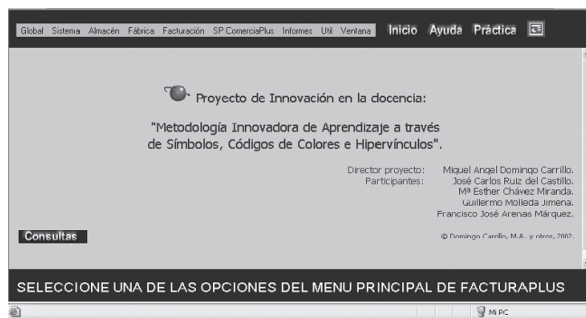 Global Sistema Almacén Fábrica Facturación SP ComerciaPlus Informes Util Ventana Inicio Ayuda Práctica
Proyecto de Innovación en la docencia:
"Metodología Innovadora de Aprendizaje a través
de Símbolos, Códigos de Colores e Hipervínculos".
Director proyecto: Miquel Angel Domingo Carrillo.
Participantes: José Carlos Ruiz del Castillo.
Mª Esther Chávez Miranda.
Guillermo Molleda Jimena.
Francisco José Arenas Márquez.
Consultas
© Domingo Carrillo, M.A. y otros, 2002.
SELECCIONE UNA DE LAS OPCIONES DEL MENU PRINCIPAL DE FACTURAPLUS
Mi PC